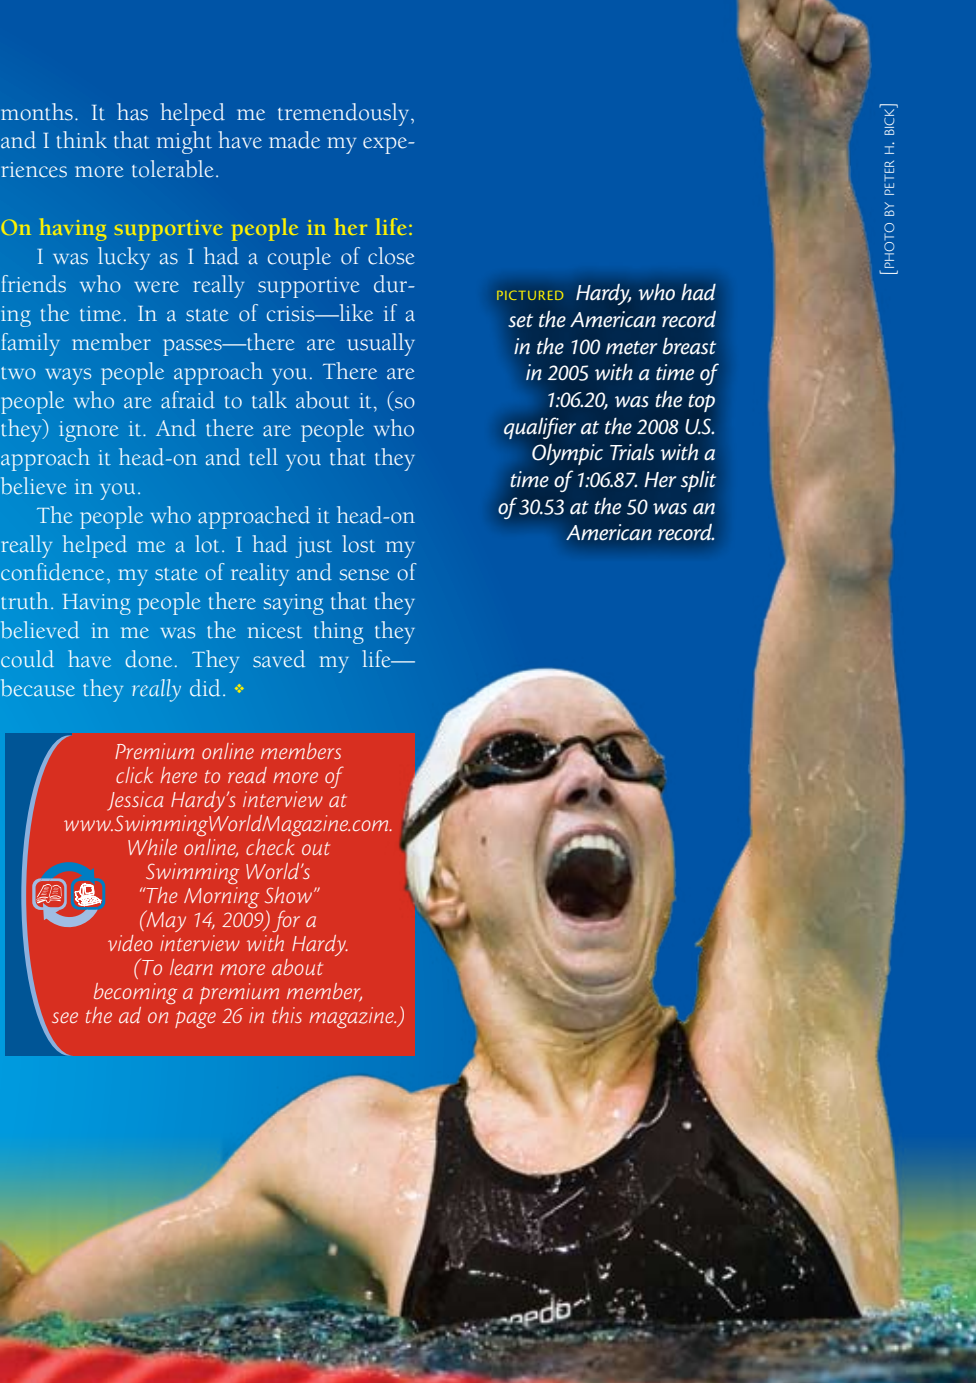 months. It has helped me tremendously,
and I think that might have made my expe-
riences more tolerable.
On having supportive people in her life:
I was lucky as I had a couple of close
friends who were really supportive dur-
ing the time. In a state of crisis—like if a
family member passes—there are usually
two ways people approach you. There are
people who are afraid to talk about it, (so
they) ignore it. And there are people who
approach it head-on and tell you that they
believe in you.
The people who approached it head-on
really helped me a lot. I had just lost my
confidence, my state of reality and sense of
truth. Having people there saying that they
believed in me was the nicest thing they
could have done. They saved my life—
because they really did. ❖
Premium online members
click here to read more of
Jessica Hardy's interview at
www.SwimmingWorldMagazine.com.
While online, check out
Swimming World's
“The Morning Show”
(May 14, 2009) for a
video interview with Hardy.
(To learn more about
becoming a premium member,
see the ad on page 26 in this magazine.)
PICTURED Hardy, who had
set the American record
in the 100 meter breast
in 2005 with a time of
1:06.20, was the top
qualifier at the 2008 U.S.
Olympic Trials with a
time of 1:06.87. Her split
of 30.53 at the 50 was an
American record.
[PHOTO BY PETER H. BICK]